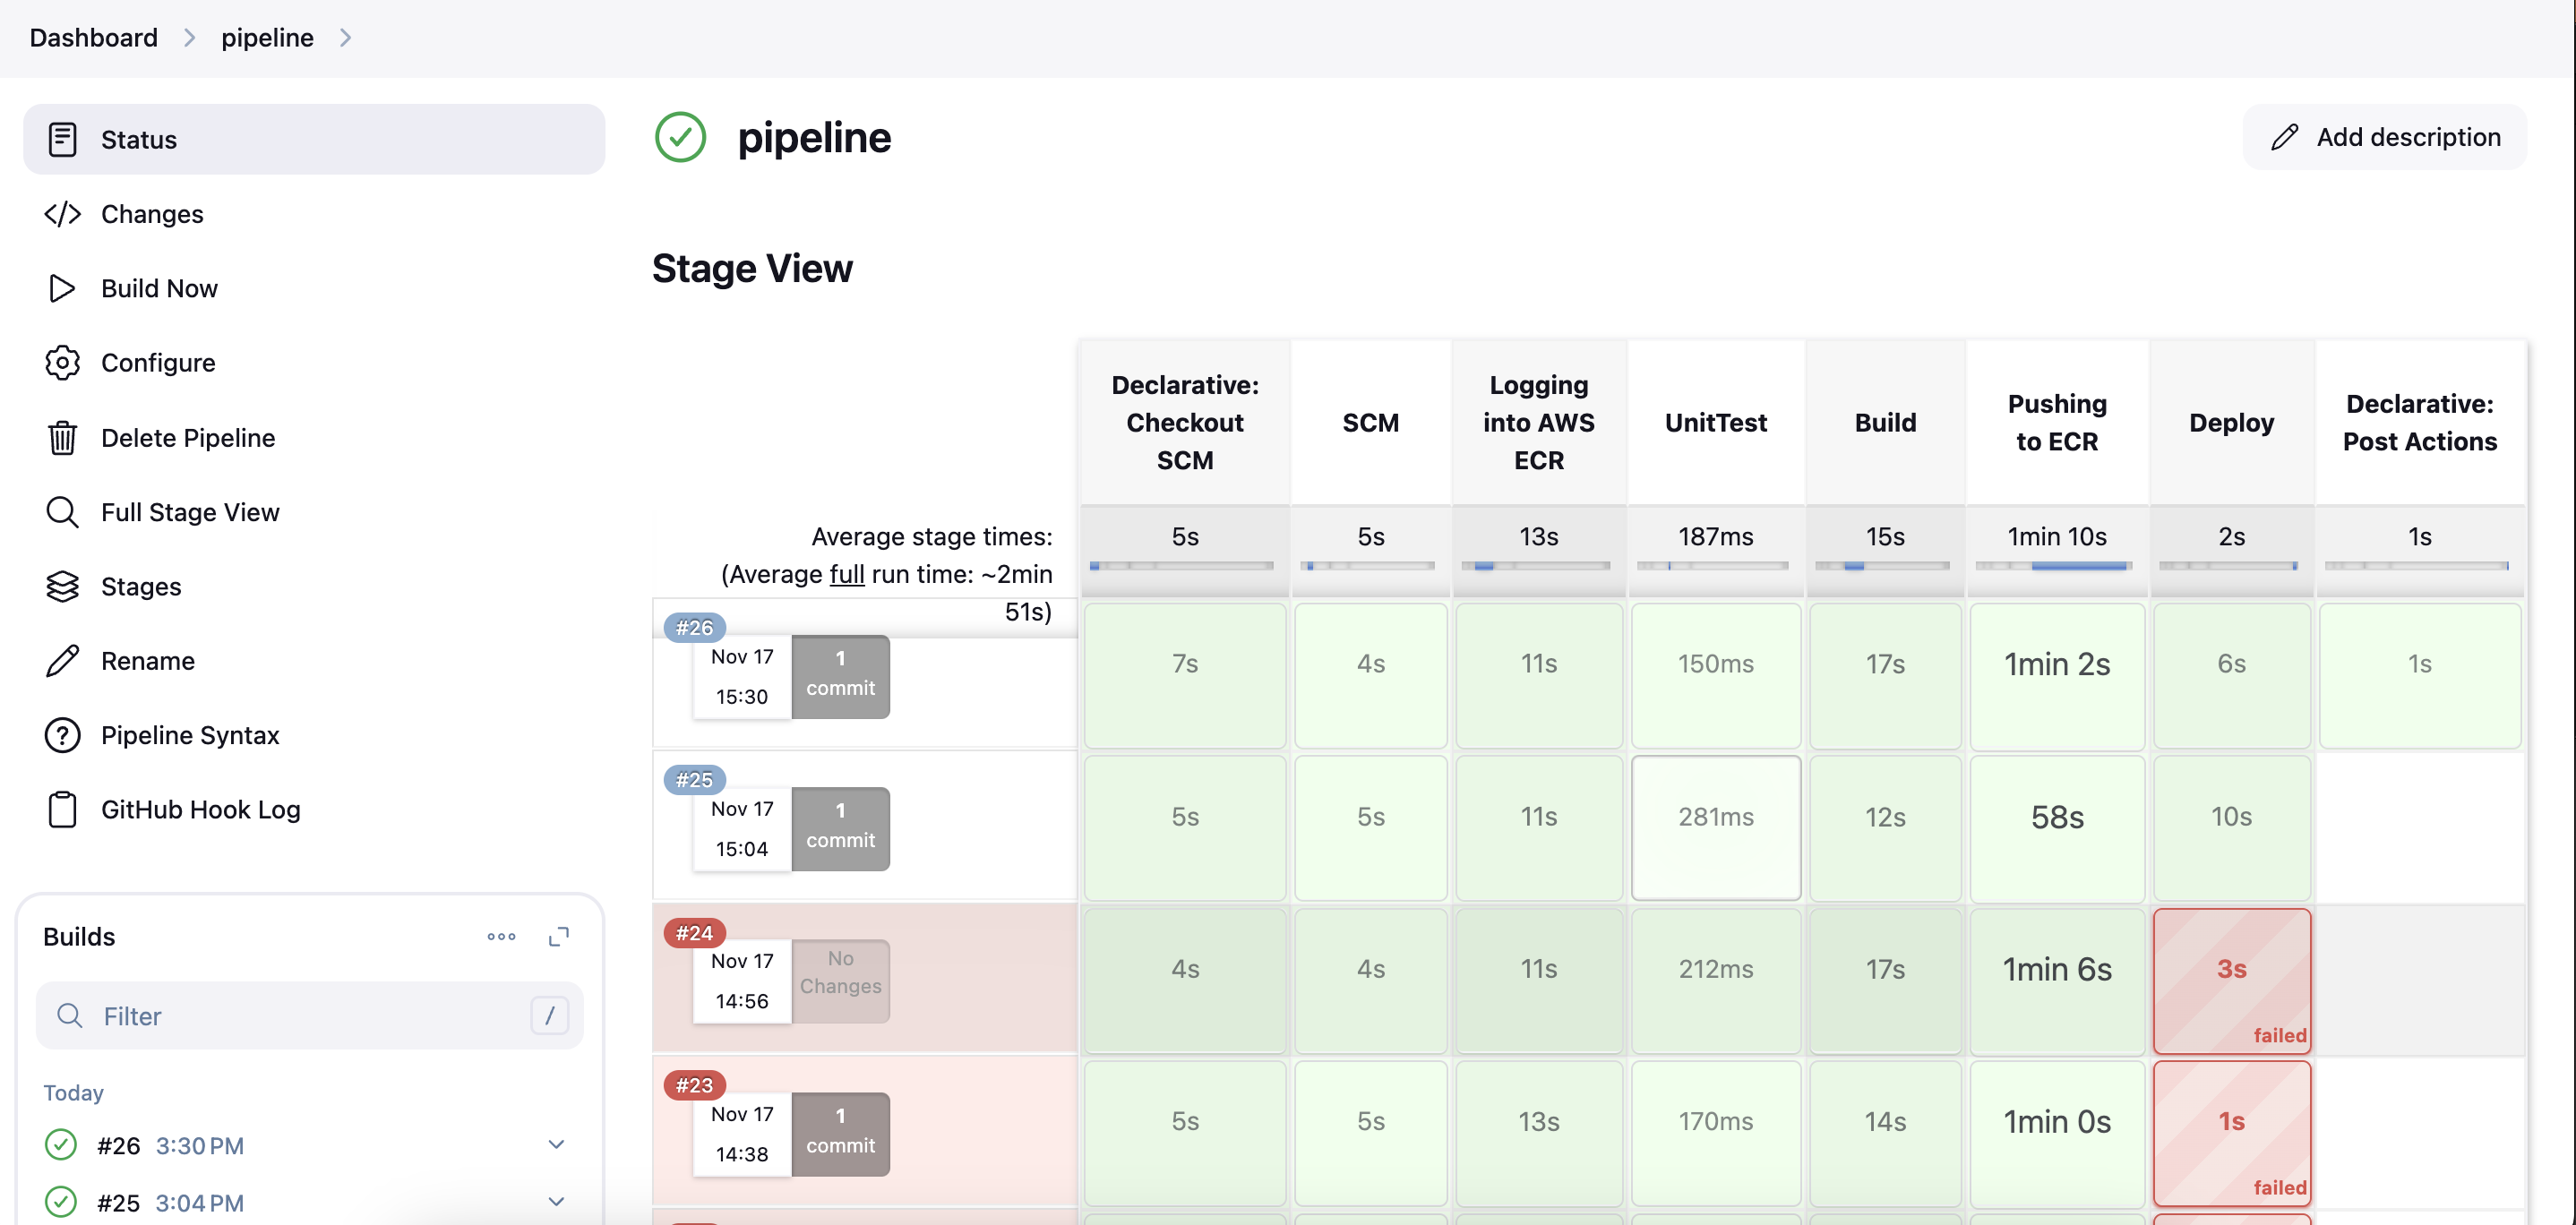 Dashboard
pipeline
Status
Changes
Build Now
Configure
Delete Pipeline
Full Stage View
Stages
Rename
Pipeline Syntax
GitHub Hook Log
Builds
Filter
/
Today
#26 3:30 PM
#25 3:04 PM
pipeline
Add description
Stage View
Declarative:
Checkout
SCM
SCM
Logging
into AWS
ECR
UnitTest
Build
Pushing
to ECR
Deploy
Declarative:
Post Actions
Average stage times:
(Average full run time: ~2min
51s)
5s
5s
13s
187ms
15s
1min 10s
2s
1s
#26
Nov 17
15:30
1
commit
7s
4s
11s
150ms
17s
1min 2s
6s
1s
#25
Nov 17
15:04
1
commit
5s
5s
11s
281ms
12s
58s
10s
#24
Nov 17
14:56
No
Changes
4s
4s
11s
212ms
17s
1min 6s
3s
failed
#23
Nov 17
14:38
1
commit
5s
5s
13s
170ms
14s
1min 0s
1s
failed